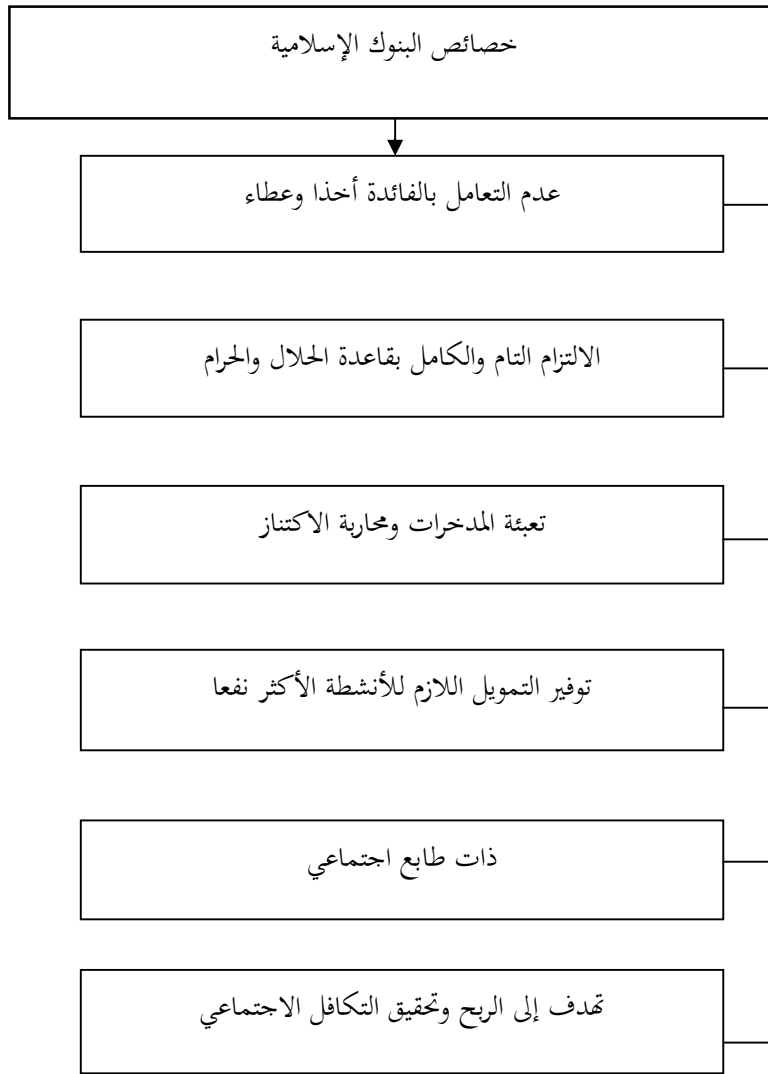 خصائص البنوك الإسلامية
عدم التعامل بالفائدة أخذا وعطاء
الالتزام التام والكامل بقاعدة الحلال والحرام
تعبئة المدخرات ومحاربة الاكتناز
توفير التمويل اللازم للأنشطة الأكثر نفعا
ذات طابع اجتماعي
تهدف إلى الربح وتحقيق التكافل الاجتماعي